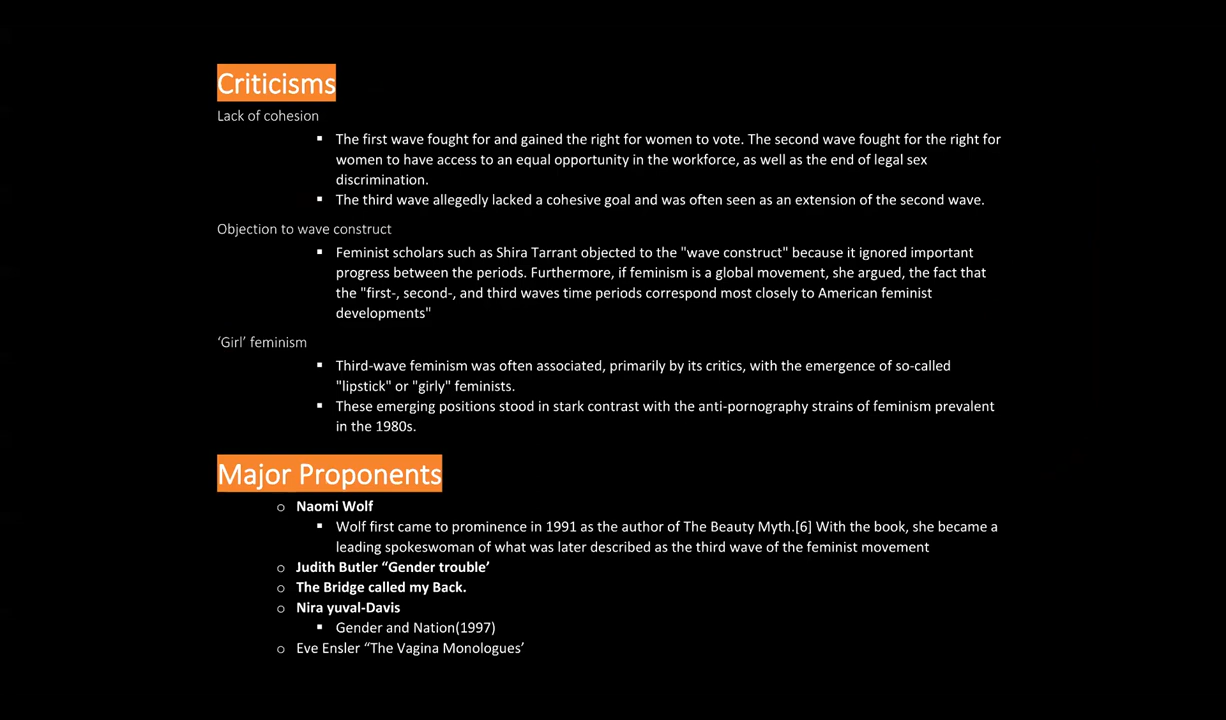 Criticisms
Lack of cohesion
▪ The first wave fought for and gained the right for women to vote. The second wave fought for the right for
women to have access to an equal opportunity in the workforce, as well as the end of legal sex
discrimination.
▪ The third wave allegedly lacked a cohesive goal and was often seen as an extension of the second wave.
Objection to wave construct
▪ Feminist scholars such as Shira Tarrant objected to the "wave construct" because it ignored important
progress between the periods. Furthermore, if feminism is a global movement, she argued, the fact that
the "first-, second-, and third waves time periods correspond most closely to American feminist
developments"
‘Girl’ feminism
▪ Third-wave feminism was often associated, primarily by its critics, with the emergence of so-called
"lipstick" or "girly" feminists.
▪ These emerging positions stood in stark contrast with the anti-pornography strains of feminism prevalent
in the 1980s.
Major Proponents
o Naomi Wolf
▪ Wolf first came to prominence in 1991 as the author of The Beauty Myth.[6] With the book, she became a
leading spokeswoman of what was later described as the third wave of the feminist movement
o Judith Butler “Gender trouble’
o The Bridge called my Back.
o Nira yuval-Davis
▪ Gender and Nation(1997)
o Eve Ensler “The Vagina Monologues’